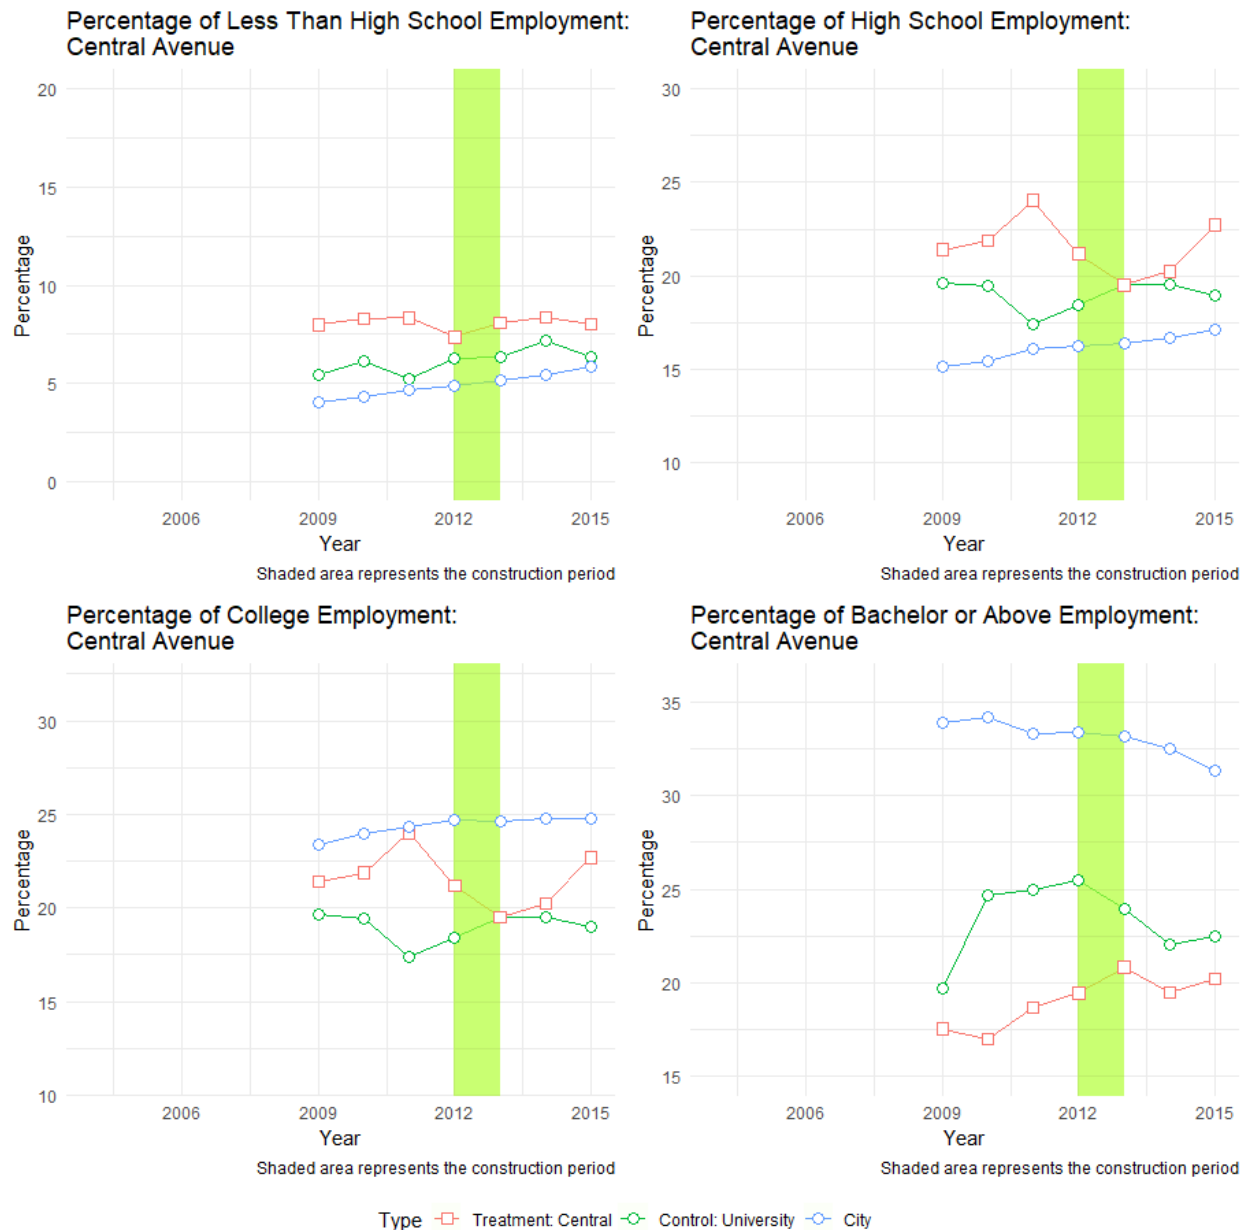 Percentage of Less Than High School Employment:
Central Avenue
20
15
10
5
0
Percentage
2006 2009 2012 2015
Year
Shaded area represents the construction period
Percentage of High School Employment:
Central Avenue
30
25
20
15
10
Percentage
2006 2009 2012 2015
Year
Shaded area represents the construction period
Percentage of College Employment:
Central Avenue
30
25
20
15
10
Percentage
2006 2009 2012 2015
Year
Shaded area represents the construction period
Percentage of Bachelor or Above Employment:
Central Avenue
35
30
25
20
15
Percentage
2006 2009 2012 2015
Year
Shaded area represents the construction period
Type Treatment: Central Control: University City